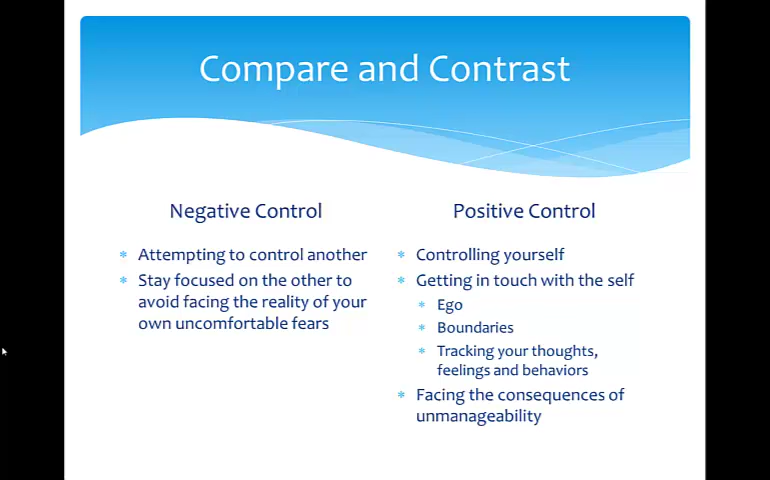 Compare and Contrast
Negative Control
Attempting to control another
Stay focused on the other to
avoid facing the reality of your
own uncomfortable fears
Positive Control
Controlling yourself
Getting in touch with the self
Ego
Boundaries
Tracking your thoughts,
feelings and behaviors
Facing the consequences of
unmanageability